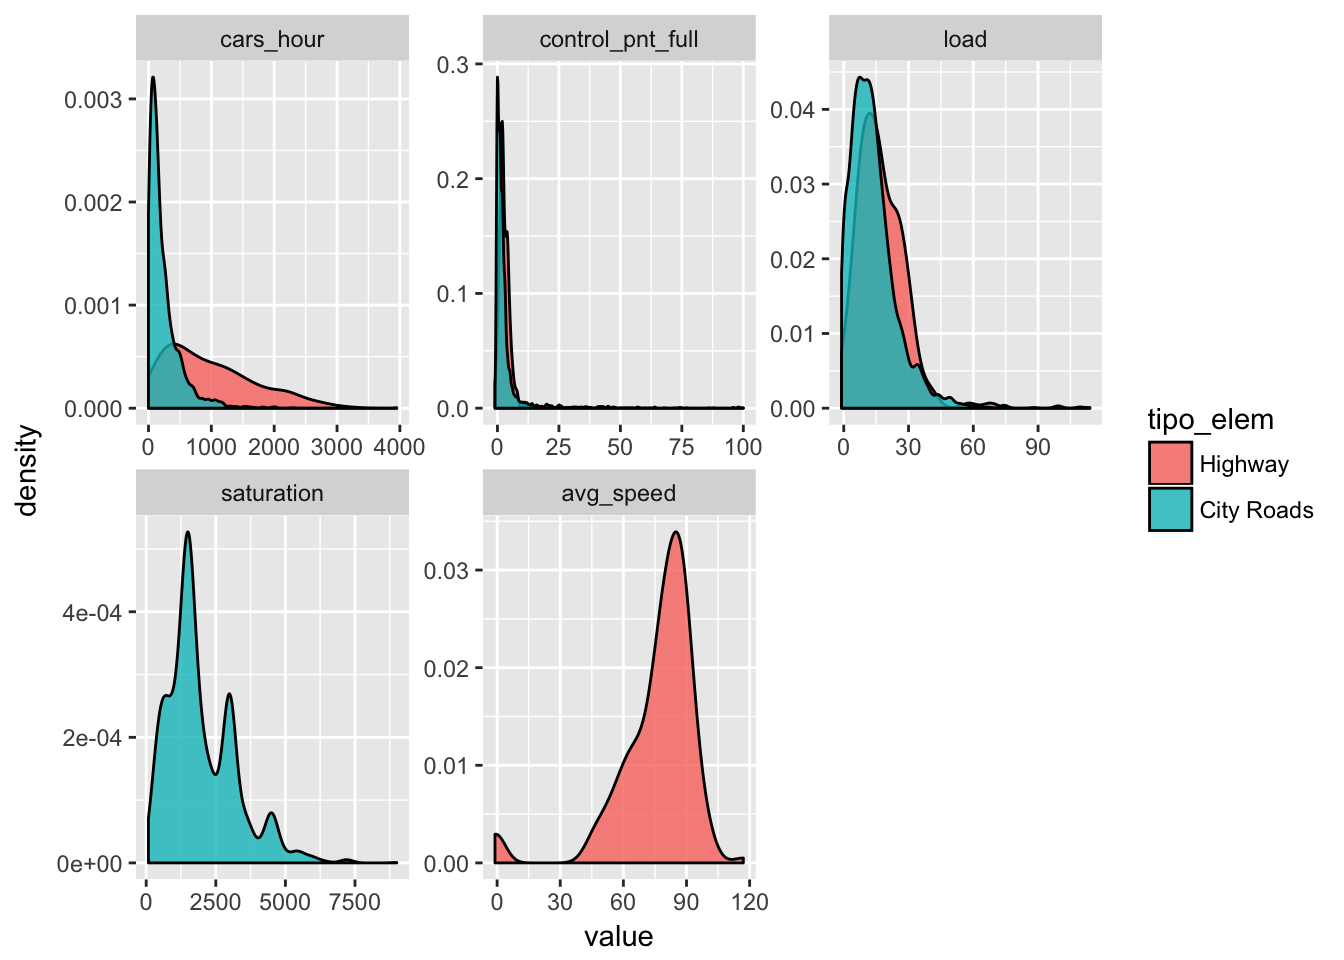 cars_hour
control_pnt_full
load
0.003
0.002
0.001
0.000
0 1000 2000 3000 4000
0.3
0.2
0.1
0.0
0 25 50 75 100
0.04
0.03
0.02
0.01
0.00
0 30 60 90
density
saturation
avg_speed
4e-04
2e-04
0e+00
0 2500 5000 7500
0.03
0.02
0.01
0.00
0 30 60 90 120
value
tipo_elem
Highway
City Roads